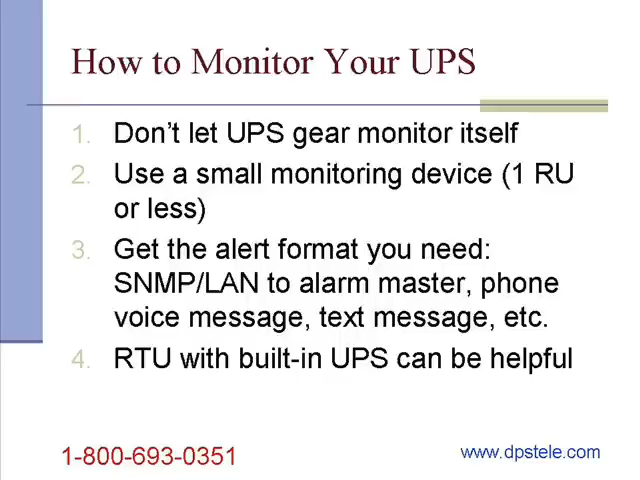 How to Monitor Your UPS
1. Don't let UPS gear monitor itself
2. Use a small monitoring device (1 RU
or less)
3. Get the alert format you need:
SNMP/LAN to alarm master, phone
voice message, text message, etc.
4. RTU with built-in UPS can be helpful
1-800-693-0351
www.dpstele.com